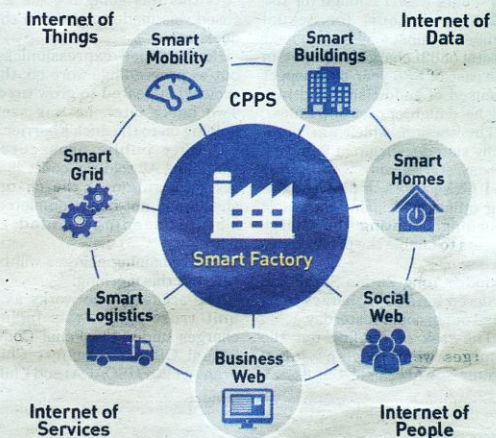 Internet of
Things
Internet of
Data
Smart
Mobility
Smart
Buildings
CPPS
Smart
Grid
Smart
Homes
Smart Factory
Smart
Logistics
Social
Web
Business
Web
Internet of
Services
Internet of
People